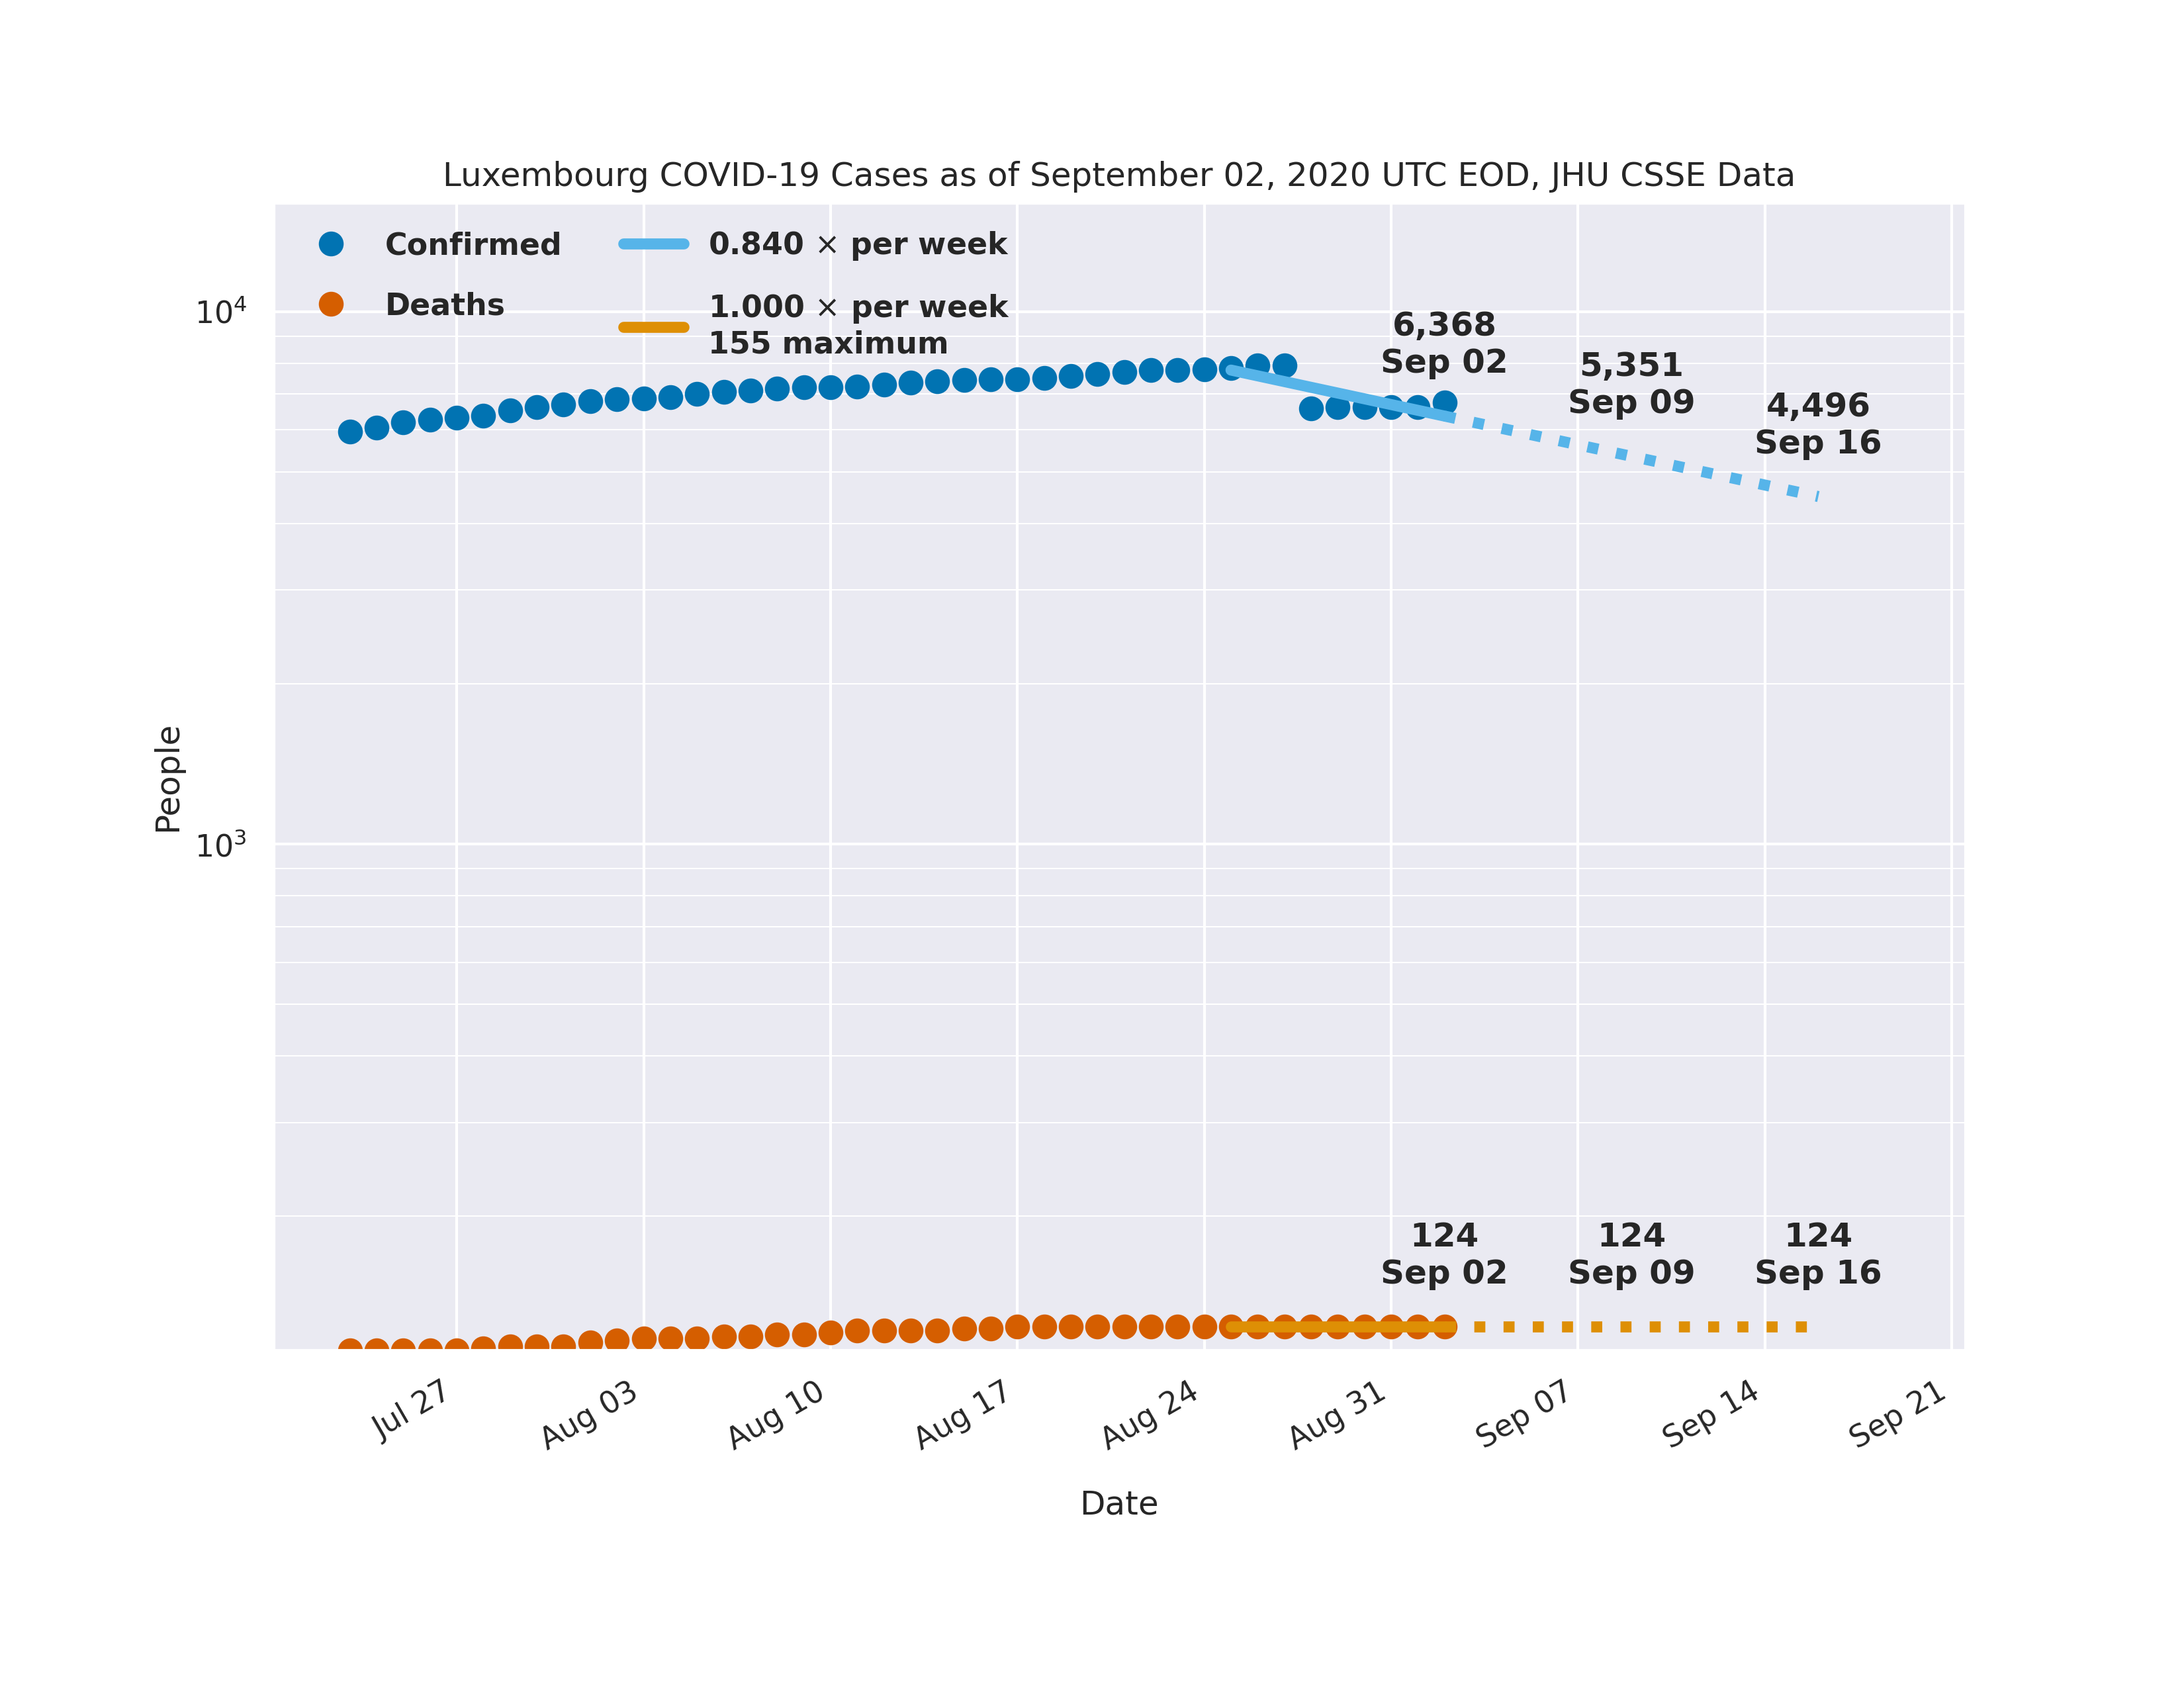 Luxembourg COVID-19 Cases as of September 02, 2020 UTC EOD, JHU CSSE Data
Confirmed
Deaths
0.840 × per week
1.000 × per week
155 maximum
10⁴
10³
People
6,368
Sep 02
5,351
Sep 09
4,496
Sep 16
124
Sep 02
124
Sep 09
124
Sep 16
Jul 27
Aug 03
Aug 10
Aug 17
Aug 24
Aug 31
Sep 07
Sep 14
Sep 21
Date